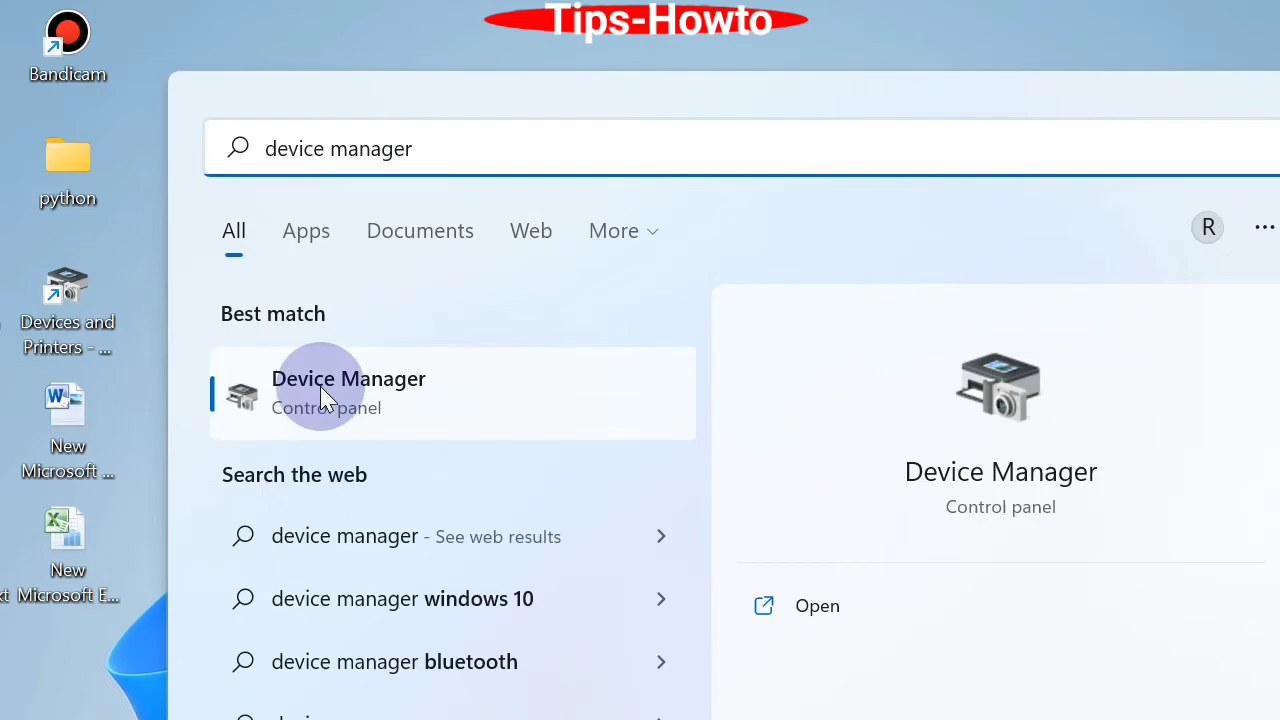 Tips-Howto
Bandicam
python
Devices and
Printers - ...
New
Microsoft ...
New
Microsoft E...
device manager
All
Apps
Documents
Web
More
R
...
Best match
Device Manager
Control panel
Search the web
device manager - See web results
device manager windows 10
device manager bluetooth
Device Manager
Control panel
Open